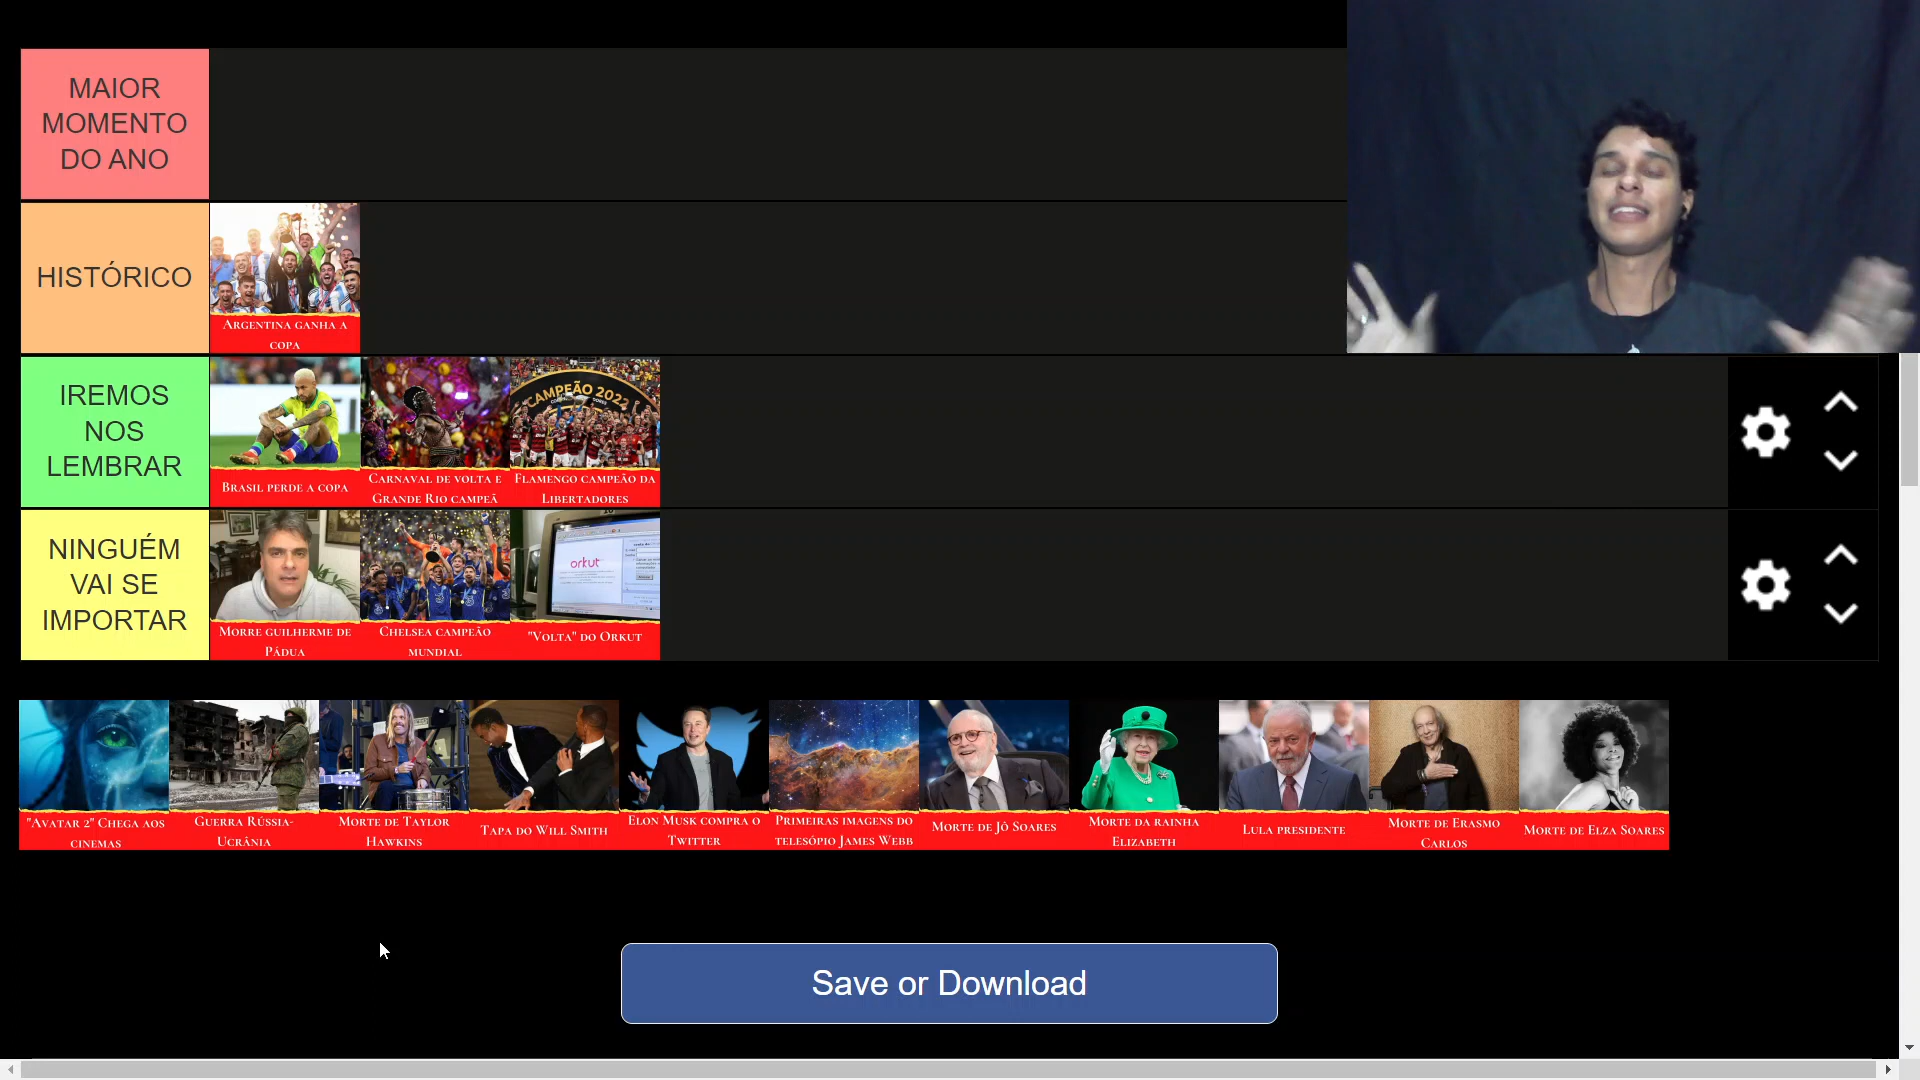 MAIOR
MOMENTO
DO ANO
HISTÓRICO
ARGENTINA GANHA A
COPA
IREMOS
NOS
LEMBRAR
BRASIL PERDE A COPA
CARNAVAL DE VOLTA E
GRANDE RIO CAMPEÃ
CAMPEÃO 2022
FLAMENGO CAMPEÃO DA
LIBERTADORES
NINGUÉM
VAI SE
IMPORTAR
MORRE GUILHERME DE
PÁDUA
CHELSEA CAMPEÃO
MUNDIAL
orkut
"VOLTA" DO ORKUT
"AVATAR 2" CHEGA AOS
CINEMAS
GUERRA RÚSSIA-
UCRÂNIA
MORTE DE TAYLOR
HAWKINS
TAPA DO WILL SMITH
ELON MUSK COMPRA O
TWITTER
PRIMEIRAS IMAGENS DO
TELESÓPIO JAMES WEBB
MORTE DE JÔ SOARES
MORTE DA RAINHA
ELIZABETH
LULA PRESIDENTE
MORTE DE ERASMO
CARLOS
MORTE DE ELZA SOARES
Save or Download